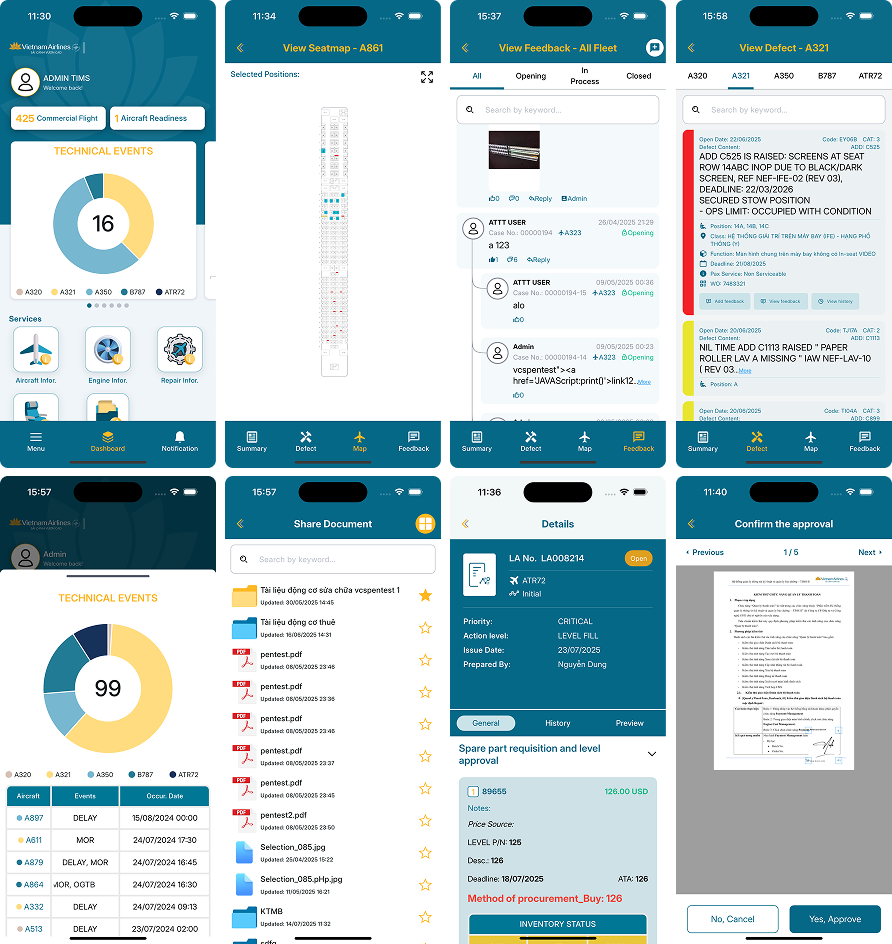 11:30
Vietnam Airlines
ADMIN TIMS
Welcome back!
425 Commercial Flight
1 Aircraft Readiness
TECHNICAL EVENTS
16
A320 A321 A350 B787 ATR72
Services
Aircraft Infor.
Engine Infor.
Repair Infor.
Menu
Dashboard
Notification
11:34
View Seatmap - A861
Selected Positions:
Summary
Defect
Map
Feedback
15:37
View Feedback - All Fleet
All
Opening
In
Process
Closed
Search by keyword...
0 0 Reply Admin
ATTT USER 26/04/2025 21:29
Case No.: 00000194 A323 Opening
a 123
1 6 Reply
ATTT USER 09/05/2025 00:36
Case No.: 00000194-15 A323 Opening
alo
0
Admin 09/05/2025 00:23
Case No.: 00000194-14 A323 Opening
vcspentest"><a
href='JAVAScript:print()'>link12...More
0
Summary
Defect
Map
Feedback
15:58
View Defect - A321
A320
A321
A350
B787
ATR72
Search by keyword...
Open Date: 22/06/2025 Code: EY06B CAT: 3
Defect Content: ADD: C525
ADD C525 IS RAISED: SCREENS AT SEAT
ROW 14ABC INOP DUE TO BLACK/DARK
SCREEN, REF NEF-IFE-02 (REV 03),
DEADLINE: 22/03/2026
SECURED STOW POSITION
- OPS LIMIT: OCCUPIED WITH CONDITION
Position: 14A, 14B, 14C
Class: HỆ THỐNG GIẢI TRÍ TRÊN MÁY BAY (IFE) - HẠNG PHỔ
THÔNG (Y)
Function: Màn hình chung trên máy bay không có In-seat VIDEO
Deadline: 21/08/2025
Pax Service: Non Serviceable
WO: 7483321
Add feedback
View feedback
View history
Open Date: 20/06/2025 Code: TJ17A CAT: 2
Defect Content: ADD: C1113
NIL TIME ADD C1113 RAISED " PAPER
ROLLER LAV A MISSING " IAW NEF-LAV-10
( REV 03...More
Position: A
Open Date: 20/06/2025 Code: T104A CAT: 3
Defect Content: ADD: C899
Summary
Defect
Map
Feedback
15:57
Vietnam Airlines
Admin
TECHNICAL EVENTS
99
A320 A321 A350 B787 ATR72
Aircraft Events Occur. Date
A897 DELAY 15/08/2024 00:00
A611 MOR 24/07/2024 17:30
A879 DELAY, MOR 24/07/2024 16:45
A864 MOR, OGTB 24/07/2024 16:30
A332 DELAY 24/07/2024 09:13
A513 DELAY 23/07/2024 02:00
15:57
Share Document
Search by keyword...
Tài liệu động cơ sửa chữa vcspentest 1
Updated: 30/05/2025 14:45
Tài liệu động cơ thuê
Updated: 16/06/2025 14:31
pentest.pdf
Updated: 08/05/2025 23:46
pentest.pdf
Updated: 08/05/2025 23:36
pentest.pdf
Updated: 08/05/2025 23:46
pentest.pdf
Updated: 08/05/2025 23:37
pentest.pdf
Updated: 08/05/2025 23:45
pentest2.pdf
Updated: 08/05/2025 23:50
Selection_085.jpg
Updated: 25/04/2025 15:22
Selection_085.pHp.jpg
Updated: 11/05/2025 16:21
KTMB
Updated: 14/07/2025 11:32
sdfg
11:36
Details
LA No. LA008214
Open
ATR72
Initial
Priority: CRITICAL
Action level: LEVEL FILL
Issue Date: 23/07/2025
Prepared By: Nguyễn Dung
General
History
Preview
Spare part requisition and level
approval
1 89655 126.00 USD
Notes:
Price Source:
LEVEL P/N: 125
Desc.: 126
Deadline: 18/07/2025 ATA: 126
Method of procurement_Buy: 126
INVENTORY STATUS
11:40
Confirm the approval
Previous
1 / 5
Next
No, Cancel
Yes, Approve